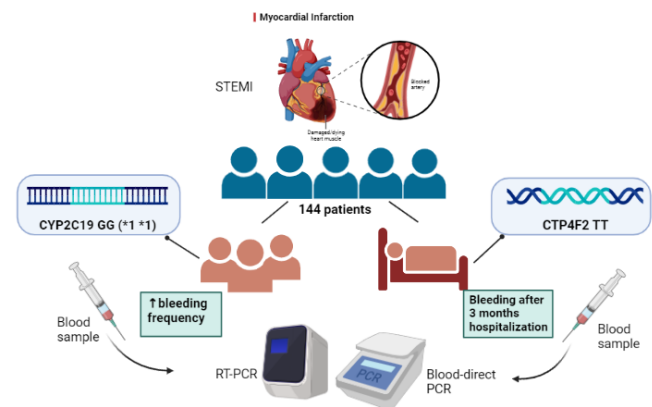 Myocardial Infarction
STEMI
Blocked
artery
Damaged/dying
heart muscle
144 patients
CYP2C19 GG (*1 *1)
CTP4F2 TT
↑bleeding
frequency
Bleeding after
3 months
hospitalization
Blood
sample
Blood
sample
RT-PCR
PCR
Blood-direct
PCR